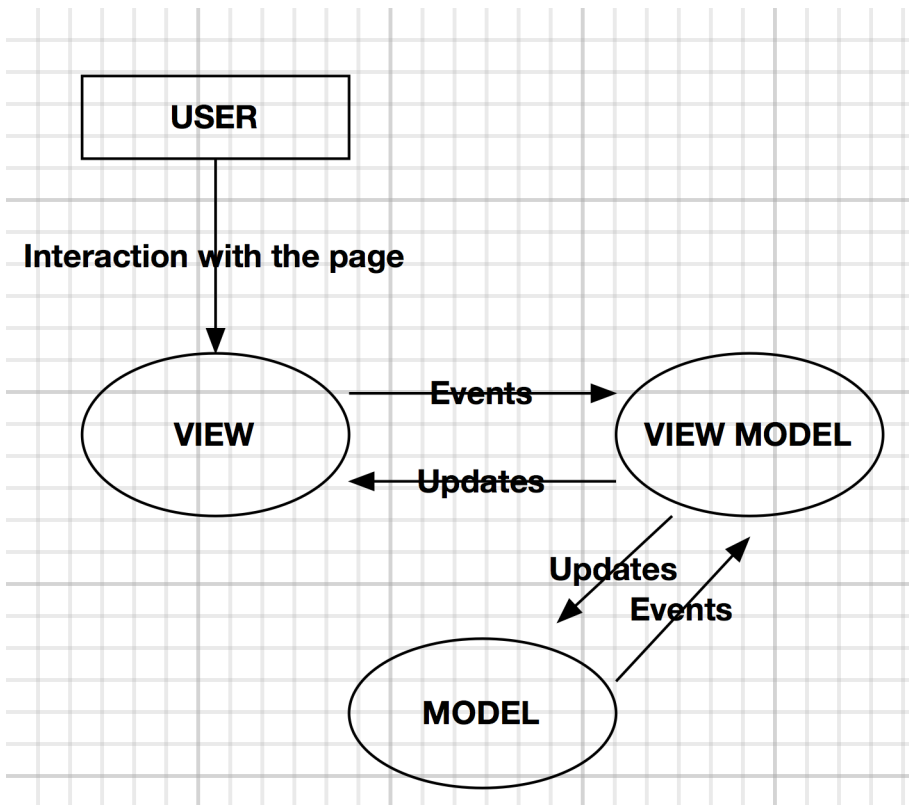 USER
Interaction with the page
Events
VIEW
VIEW MODEL
Updates
Updates
Events
MODEL